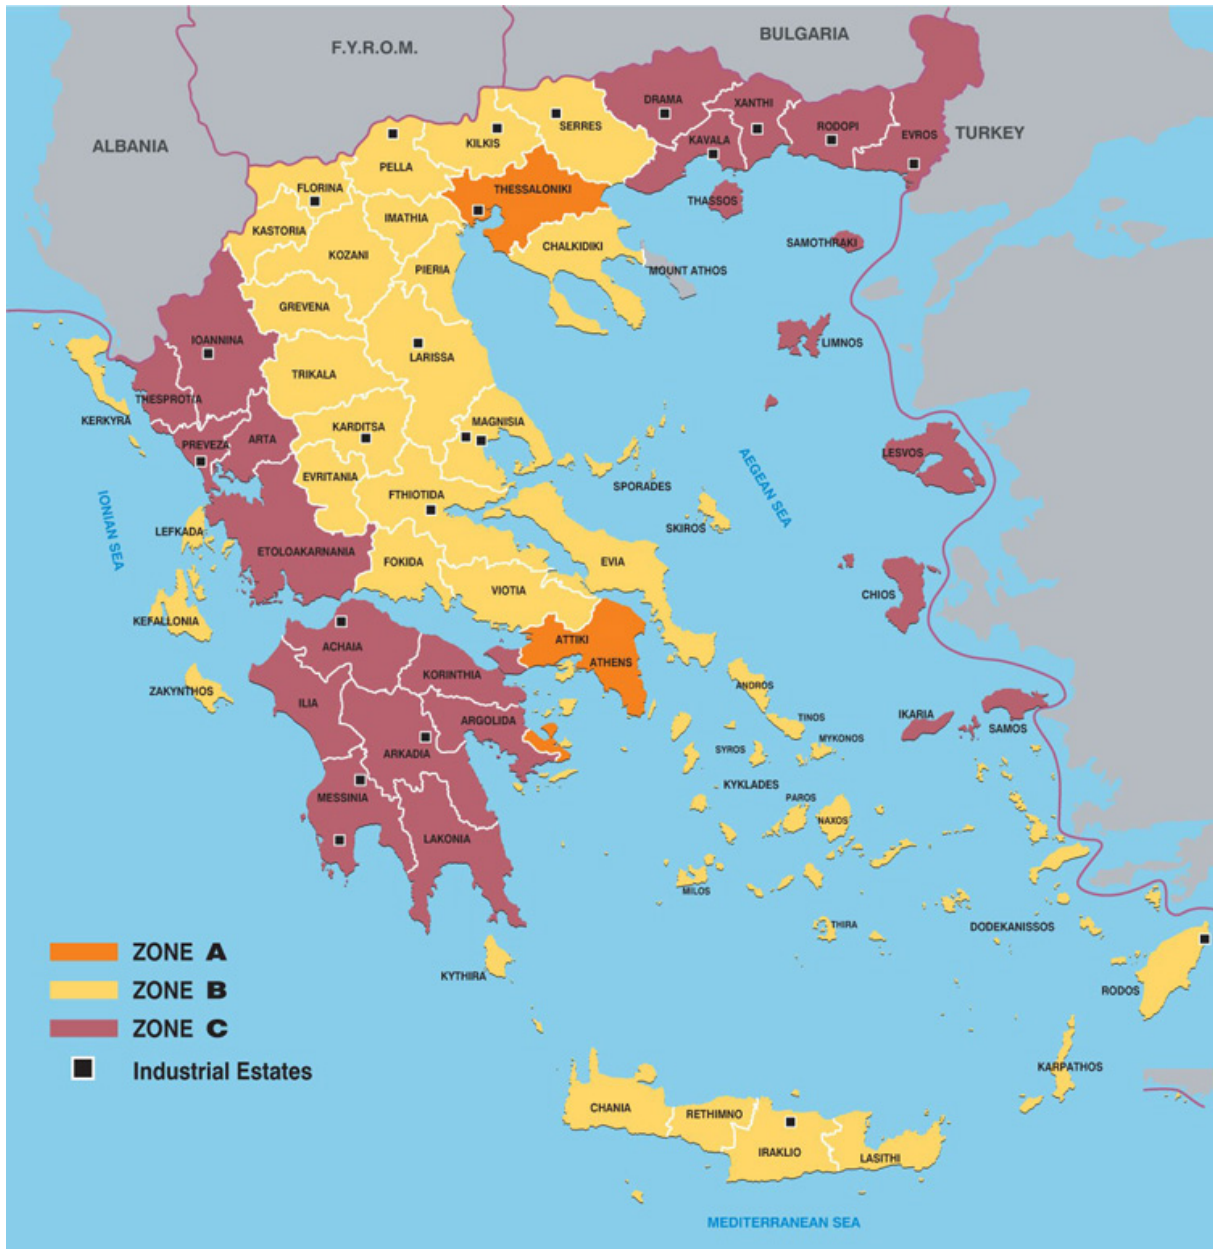 BULGARIA
F.Y.R.O.M.
DRAMA
XANTHI
SERRES
RODOPI
EVROS
TURKEY
ALBANIA
KILKIS
KAVALA
PELLA
FLORINA
THESSALONIKI
THASSOS
IMATHIA
KASTORIA
SAMOTHRAKI
CHALKIDIKI
KOZANI
PIERIA
MOUNT ATHOS
GREVENA
IOANNINA
LIMNOS
LARISSA
TRIKALA
THESPROTIA
KERKYRA
MAGNISIA
KARDITSA
ARTA
PREVEZA
LESVOS
EVRITANIA
SPORADES
AEGEAN SEA
FTHIOTIDA
IONIAN SEA
SKIROS
LEFKADA
ETOLOAKARNANIA
FOKIDA
EVIA
VIOTIA
CHIOS
KEFALLONIA
ATTIKI
ACHAIA
ATHENS
KORINTHIA
ZAKYNTHOS
ANDROS
ILIA
IKARIA
TINOS
ARGOLIDA
SAMOS
MYKONOS
SYROS
ARKADIA
KYKLADES
MESSINIA
PAROS
NAXOS
LAKONIA
MILOS
THIRA
DODEKANISSOS
ZONE A
KYTHIRA
ZONE B
RODOS
ZONE C
KARPATHOS
Industrial Estates
CHANIA
RETHIMNO
IRAKLIO
LASITHI
MEDITERRANEAN SEA